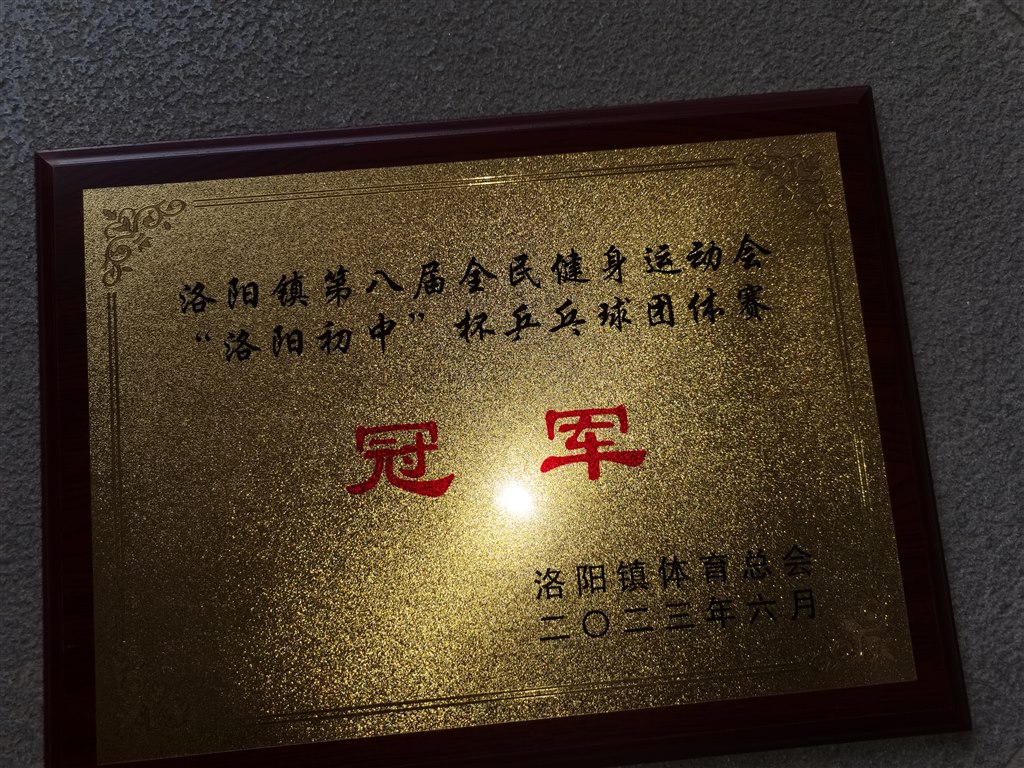 洛阳镇第八届全民健身运动会
“洛阳初中”杯乒乓球团体赛
冠军
洛阳镇体育总会
二〇二三年六月